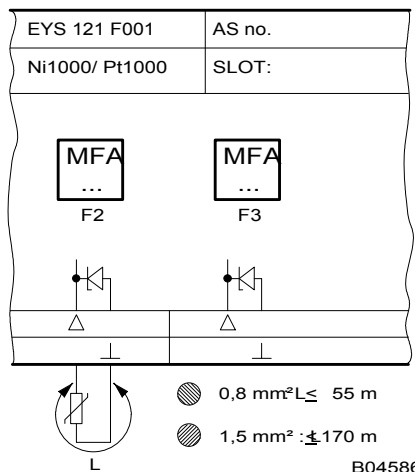 EYS 121 F001 AS no.
Ni1000/ Pt1000 SLOT:
MFA MFA
... ...
F2 F3
0,8 mm²L≤ 55 m
1,5 mm² : ≤170 m
L
B04586